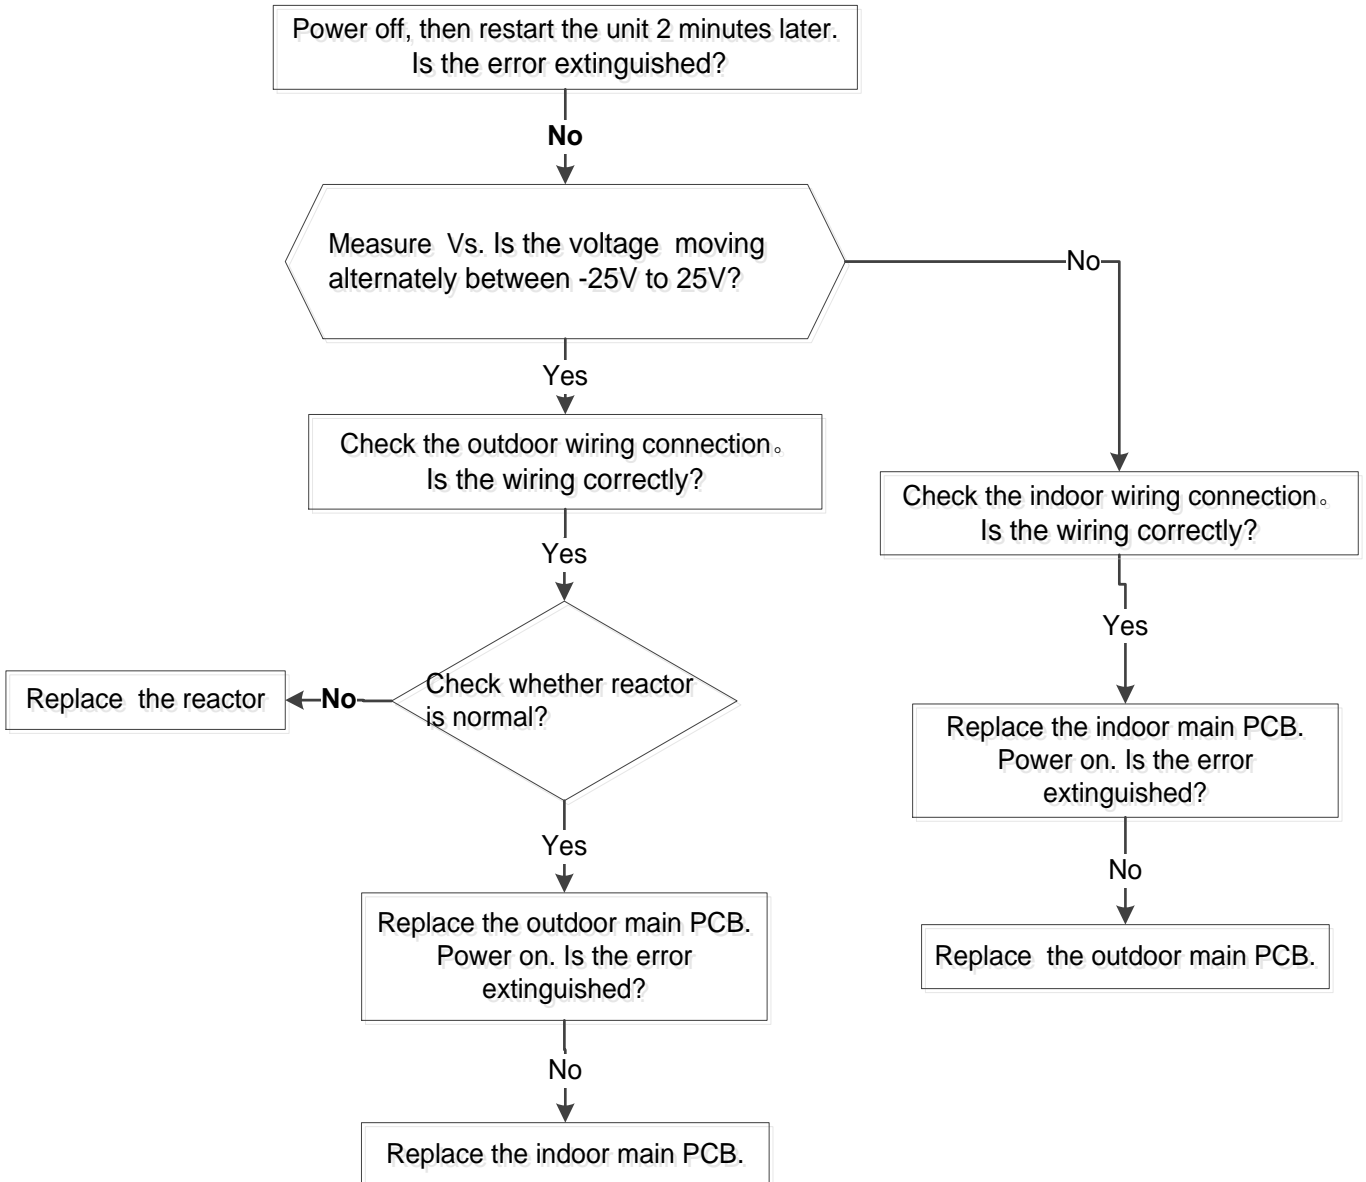 Power off, then restart the unit 2 minutes later.
Is the error extinguished?
No
Measure Vs. Is the voltage moving
alternately between -25V to 25V?
No
Yes
Check the outdoor wiring connection。
Is the wiring correctly?
Check the indoor wiring connection。
Is the wiring correctly?
Yes
Yes
Check whether reactor
is normal?
No
Replace the reactor
Replace the indoor main PCB.
Power on. Is the error
extinguished?
Yes
No
Replace the outdoor main PCB.
Power on. Is the error
extinguished?
Replace the outdoor main PCB.
No
Replace the indoor main PCB.